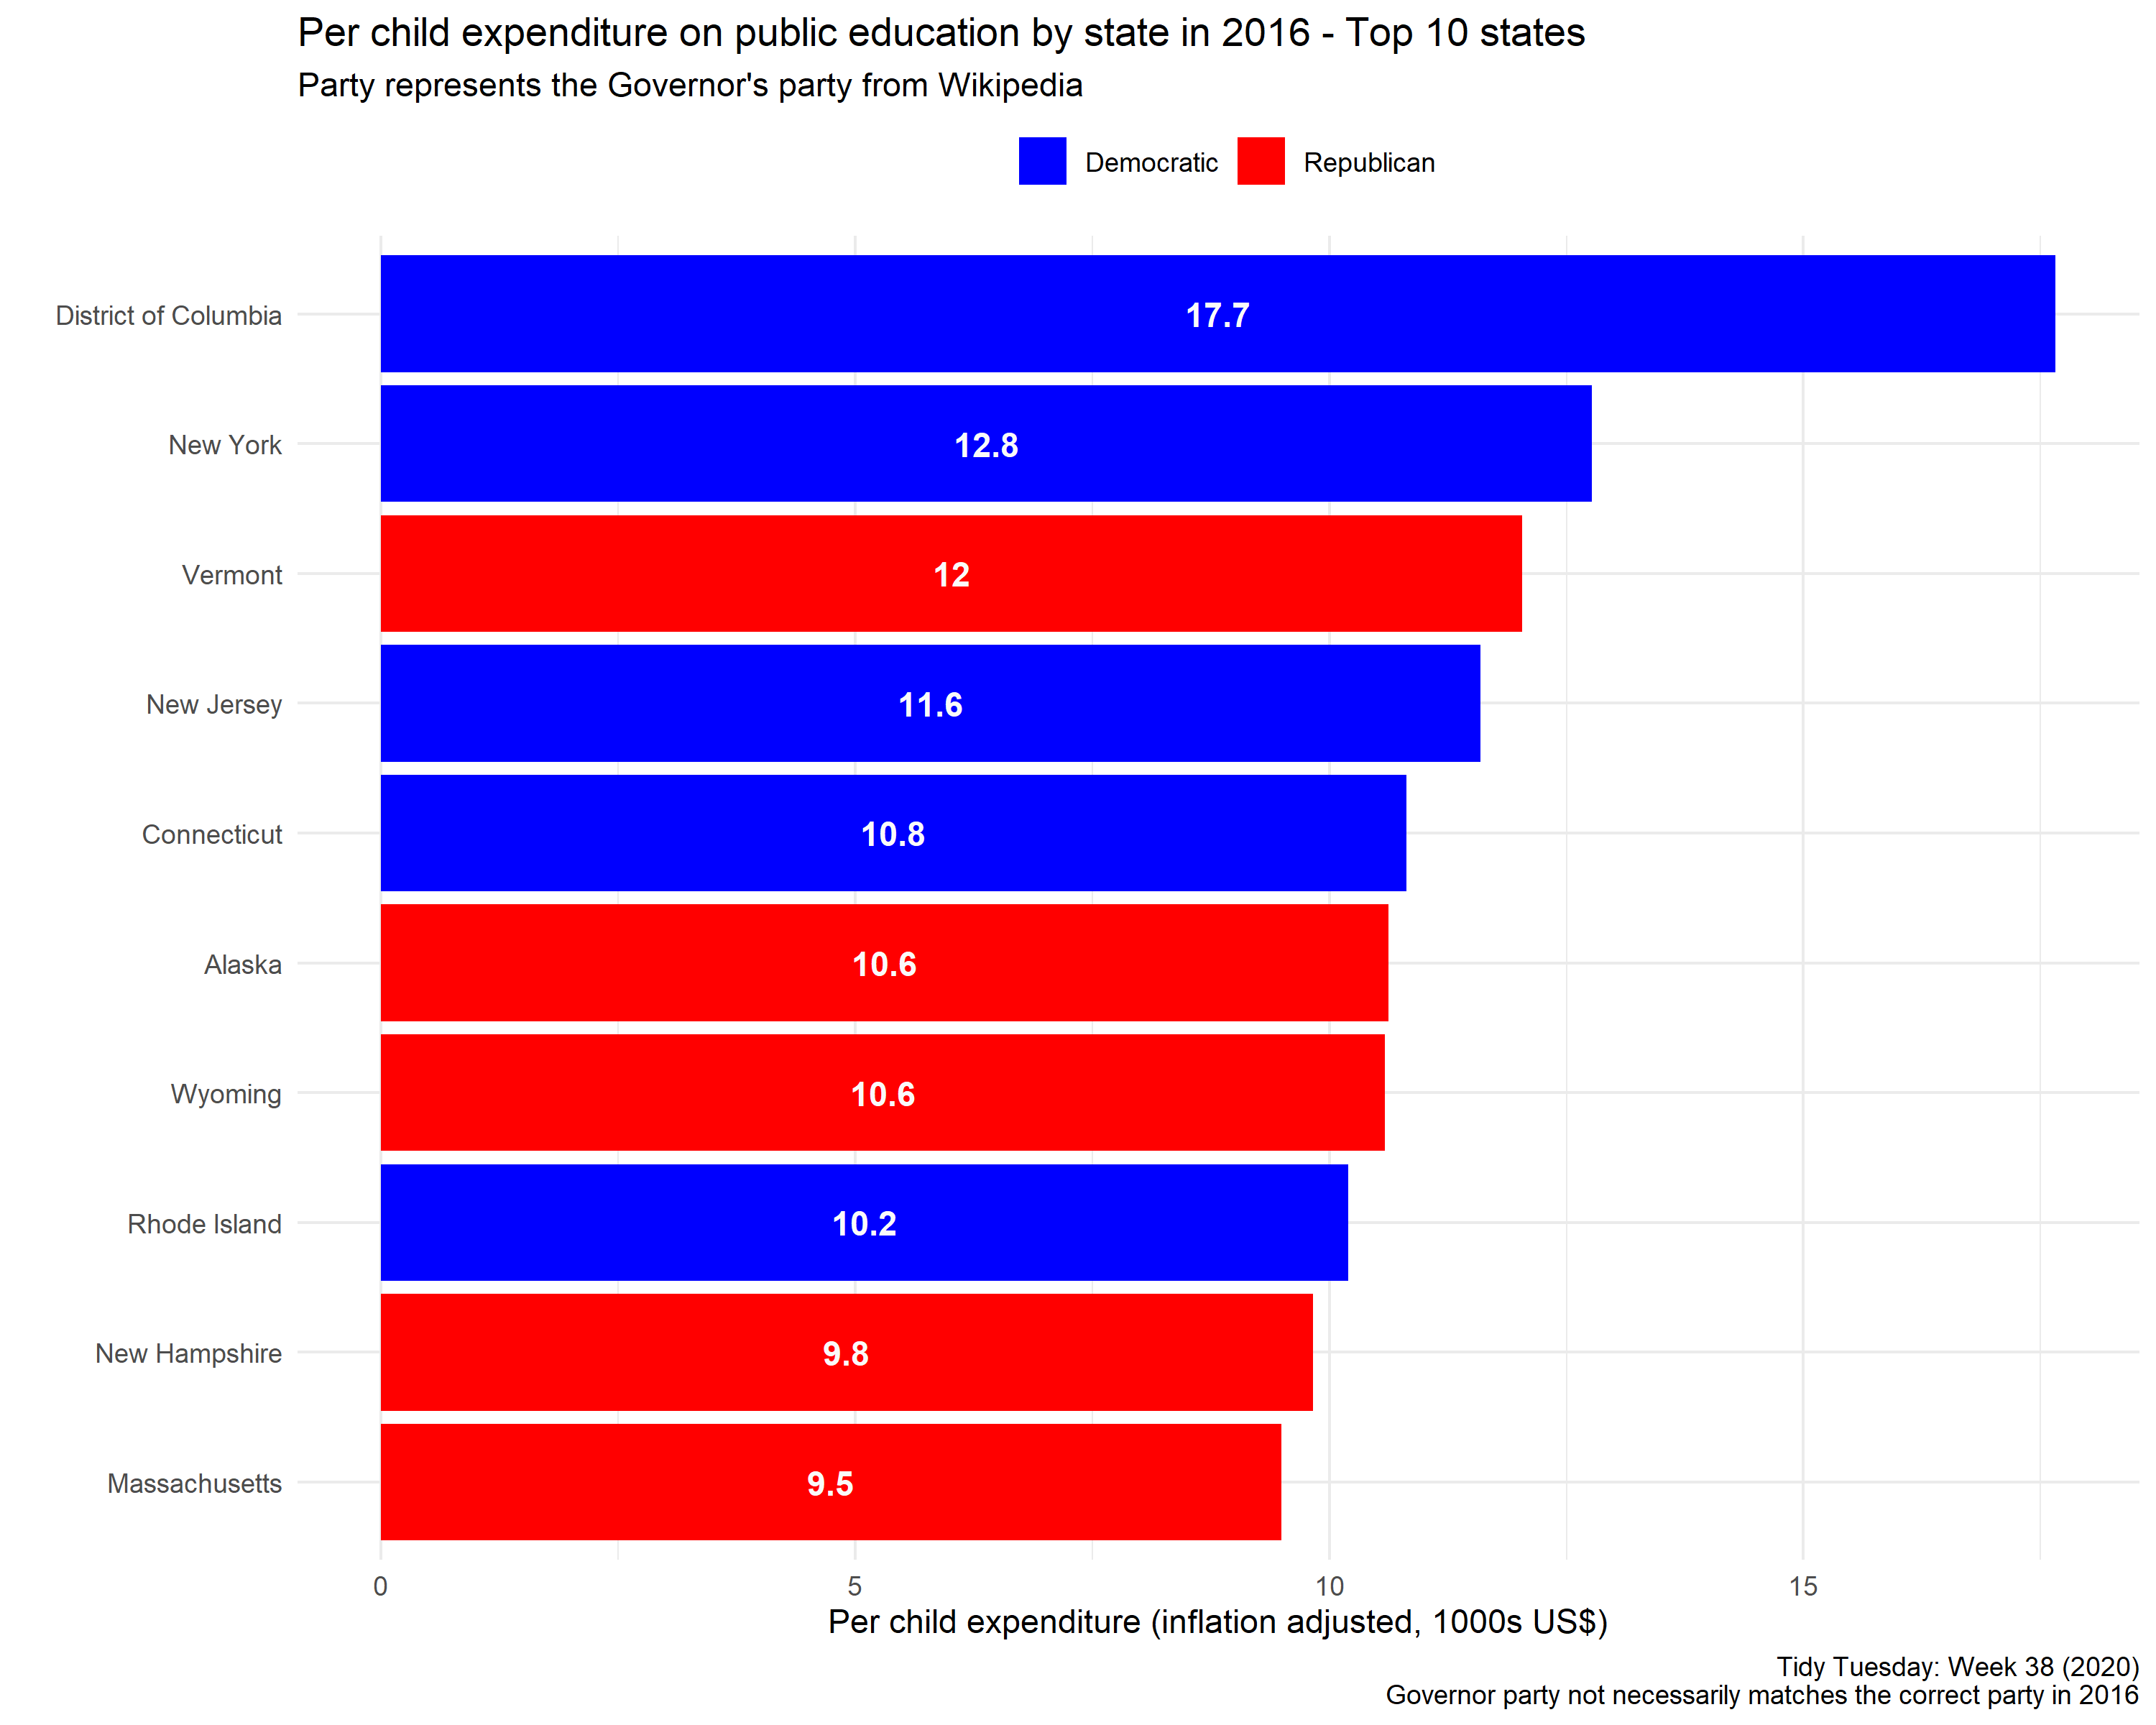 Per child expenditure on public education by state in 2016 - Top 10 states
Party represents the Governor's party from Wikipedia
Democratic Republican
District of Columbia 17.7
New York 12.8
Vermont 12
New Jersey 11.6
Connecticut 10.8
Alaska 10.6
Wyoming 10.6
Rhode Island 10.2
New Hampshire 9.8
Massachusetts 9.5
0 5 10 15
Per child expenditure (inflation adjusted, 1000s US$)
Tidy Tuesday: Week 38 (2020)
Governor party not necessarily matches the correct party in 2016